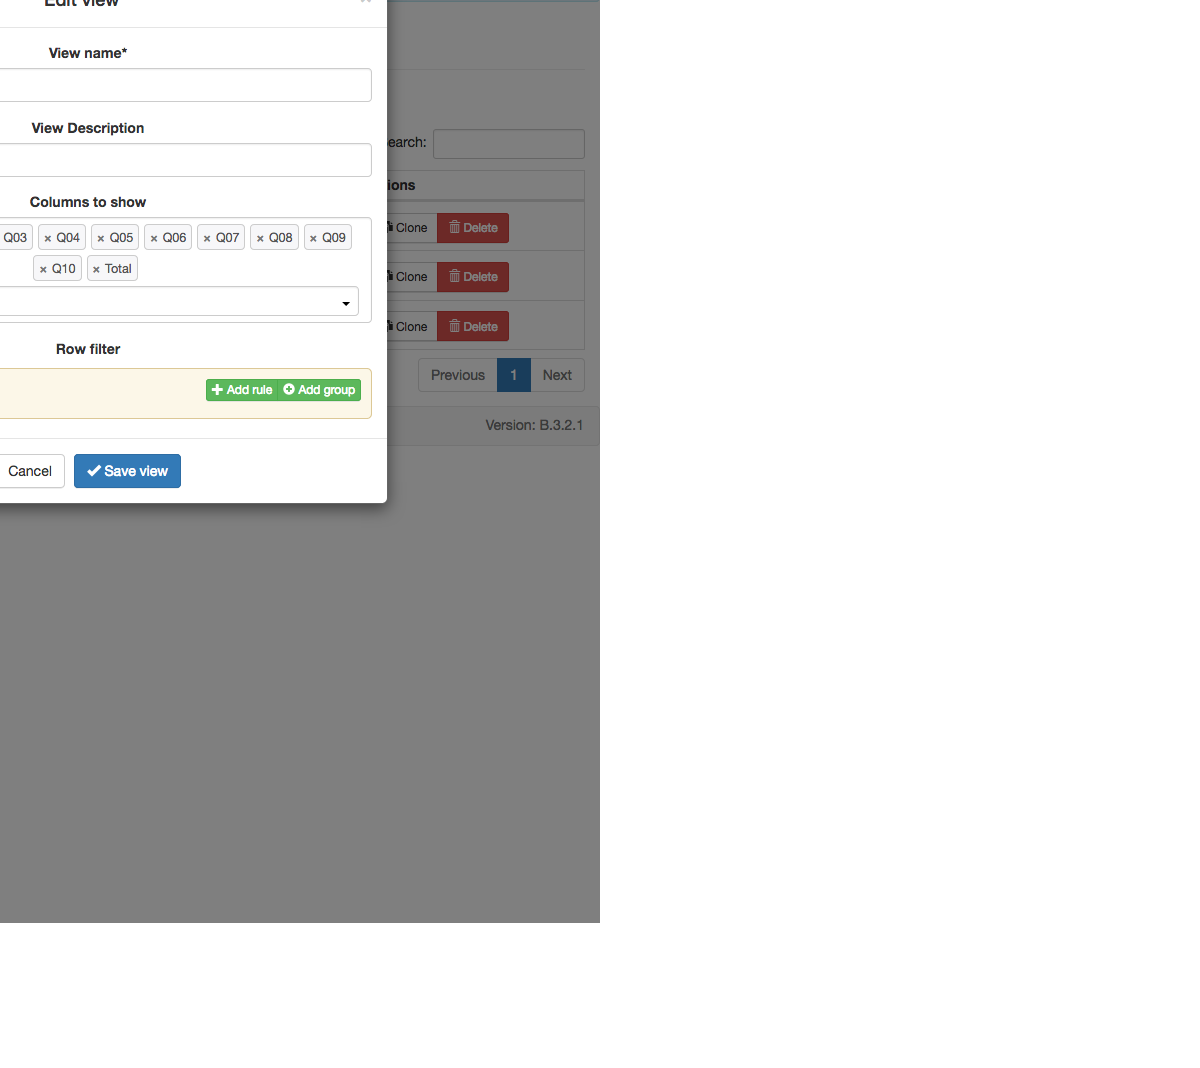 Edit view
View name*
View Description
earch:
Columns to show
ions
× Q03 × Q04 × Q05 × Q06 × Q07 × Q08 × Q09
× Q10 × Total
Clone Delete
Clone Delete
Clone Delete
Row filter
Previous 1 Next
Add rule Add group
Version: B.3.2.1
Cancel Save view